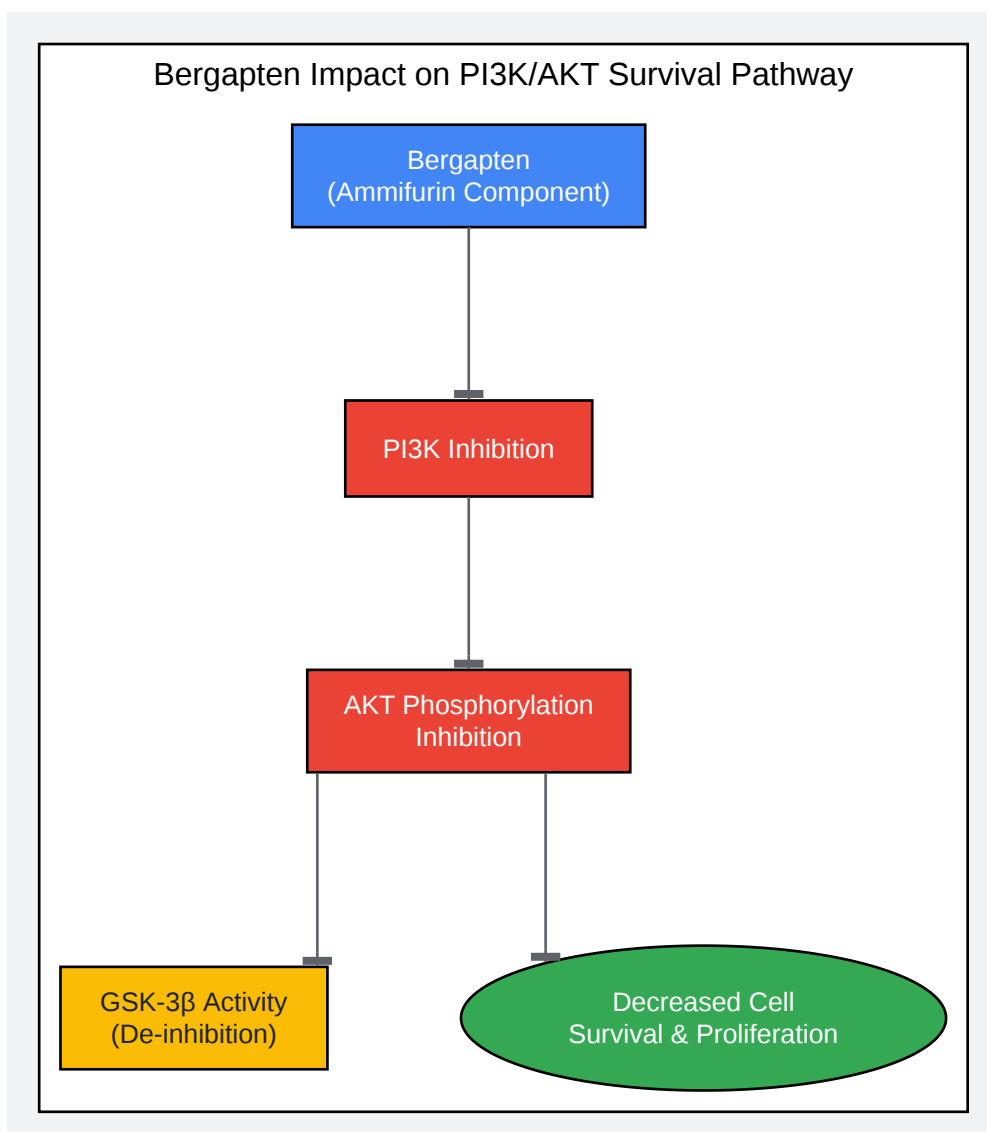 Bergapten Impact on PI3K/AKT Survival Pathway
Bergapten
(Ammifurin Component)
PI3K Inhibition
AKT Phosphorylation
Inhibition
GSK-3β Activity
(De-inhibition)
Decreased Cell
Survival & Proliferation